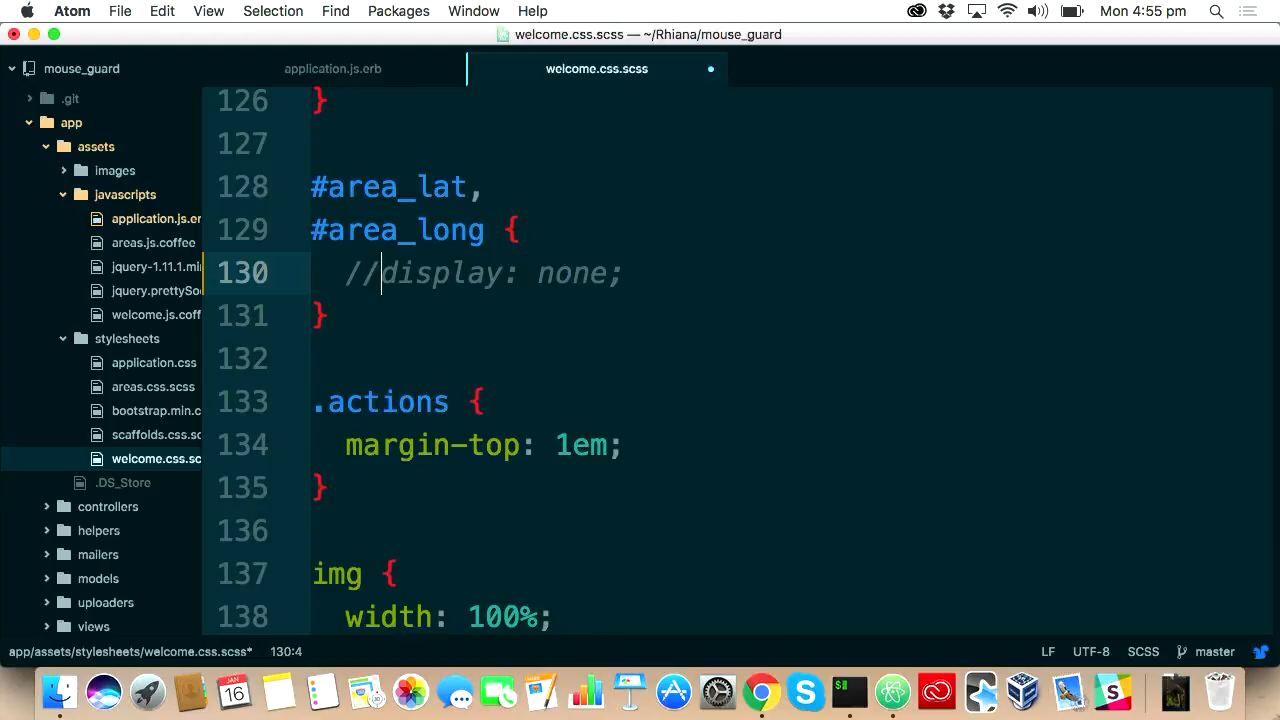 Atom File Edit View Selection Find Packages Window Help Mon 4:55 pm
welcome.css.scss — ~/Rhiana/mouse_guard
mouse_guard
application.js.erb
welcome.css.scss
.git
app
assets
images
javascripts
application.js.er
areas.js.coffee
jquery-1.11.1.mi
jquery.prettySo
welcome.js.coff
stylesheets
application.css
areas.css.scss
bootstrap.min.c
scaffolds.css.sc
welcome.css.sc
.DS_Store
controllers
helpers
mailers
models
uploaders
views
126 }
127
128 #area_lat,
129 #area_long {
130 //display: none;
131 }
132
133 .actions {
134 margin-top: 1em;
135 }
136
137 img {
138 width: 100%;
app/assets/stylesheets/welcome.css.scss* 130:4 LF UTF-8 SCSS master
JAN
16